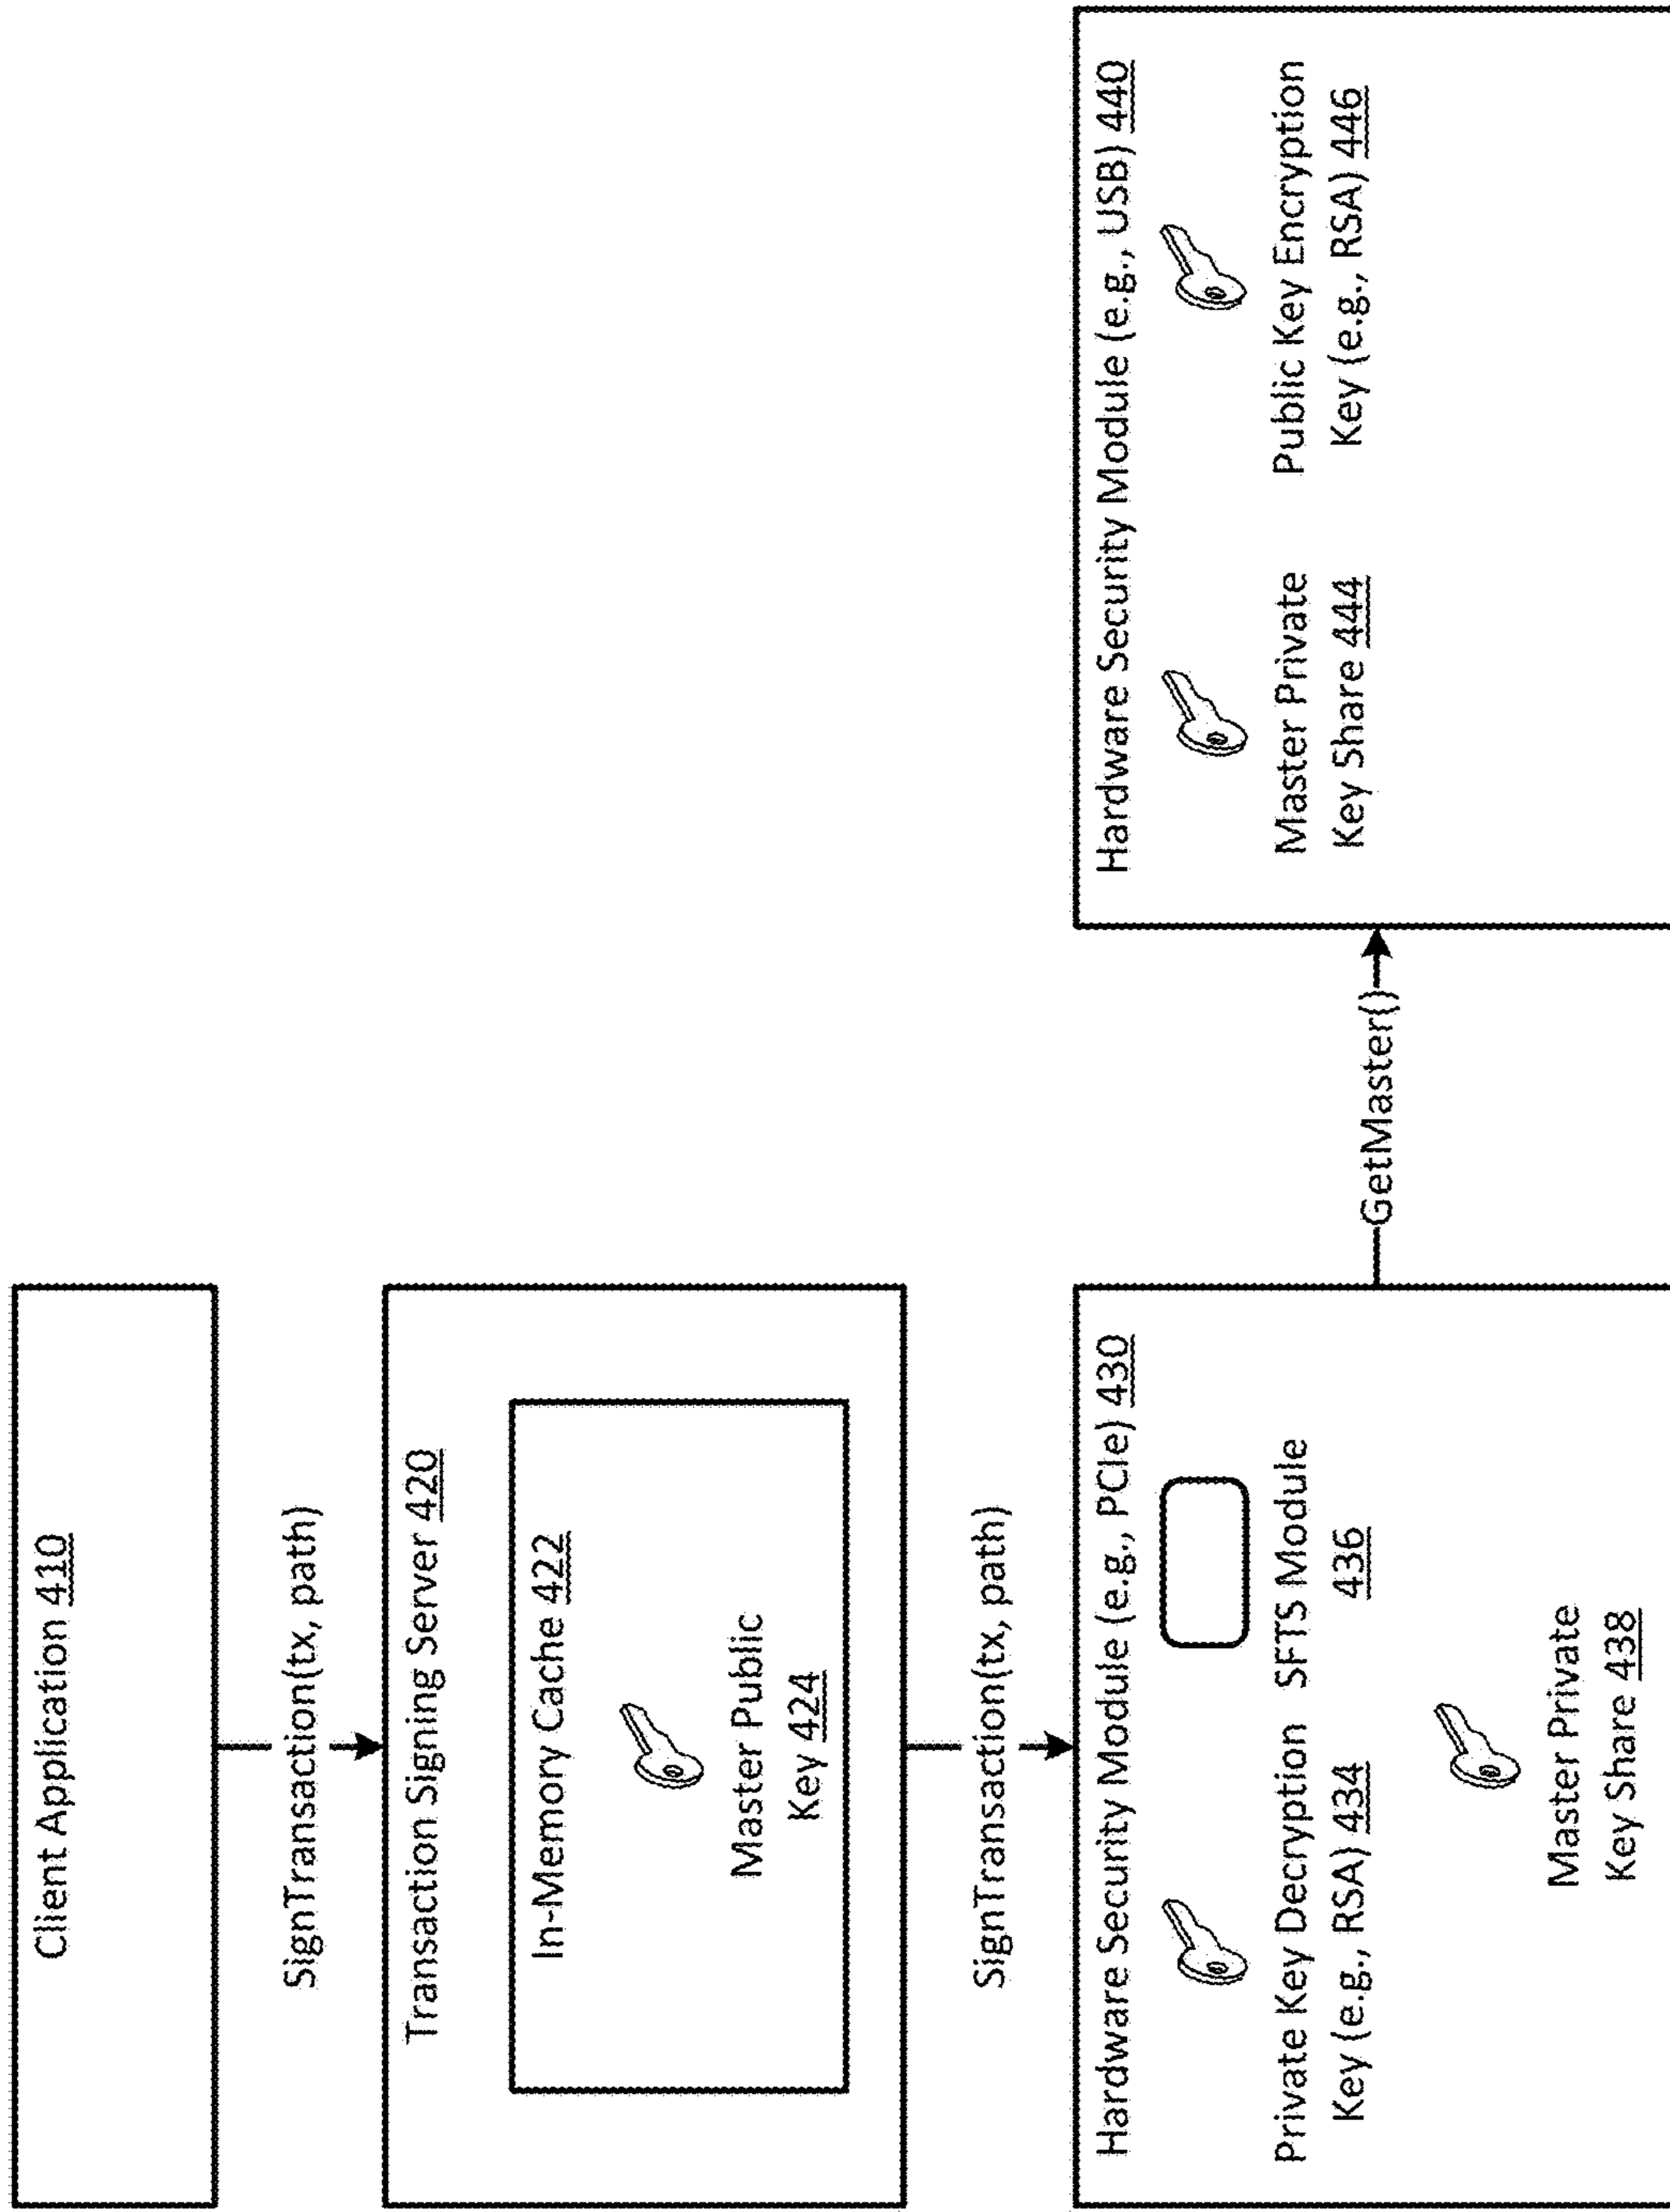 Client Application 410
SignTransaction(tx, path)
Transaction Signing Server 420
In-Memory Cache 422
Master Public
Key 424
SignTransaction(tx, path)
Hardware Security Module (e.g., PCIe) 430
Private Key Decryption
Key (e.g., RSA) 434
SFTS Module
436
Master Private
Key Share 438
GetMaster()
Hardware Security Module (e.g., USB) 440
Master Private
Key Share 444
Public Key Encryption
Key (e.g., RSA) 446